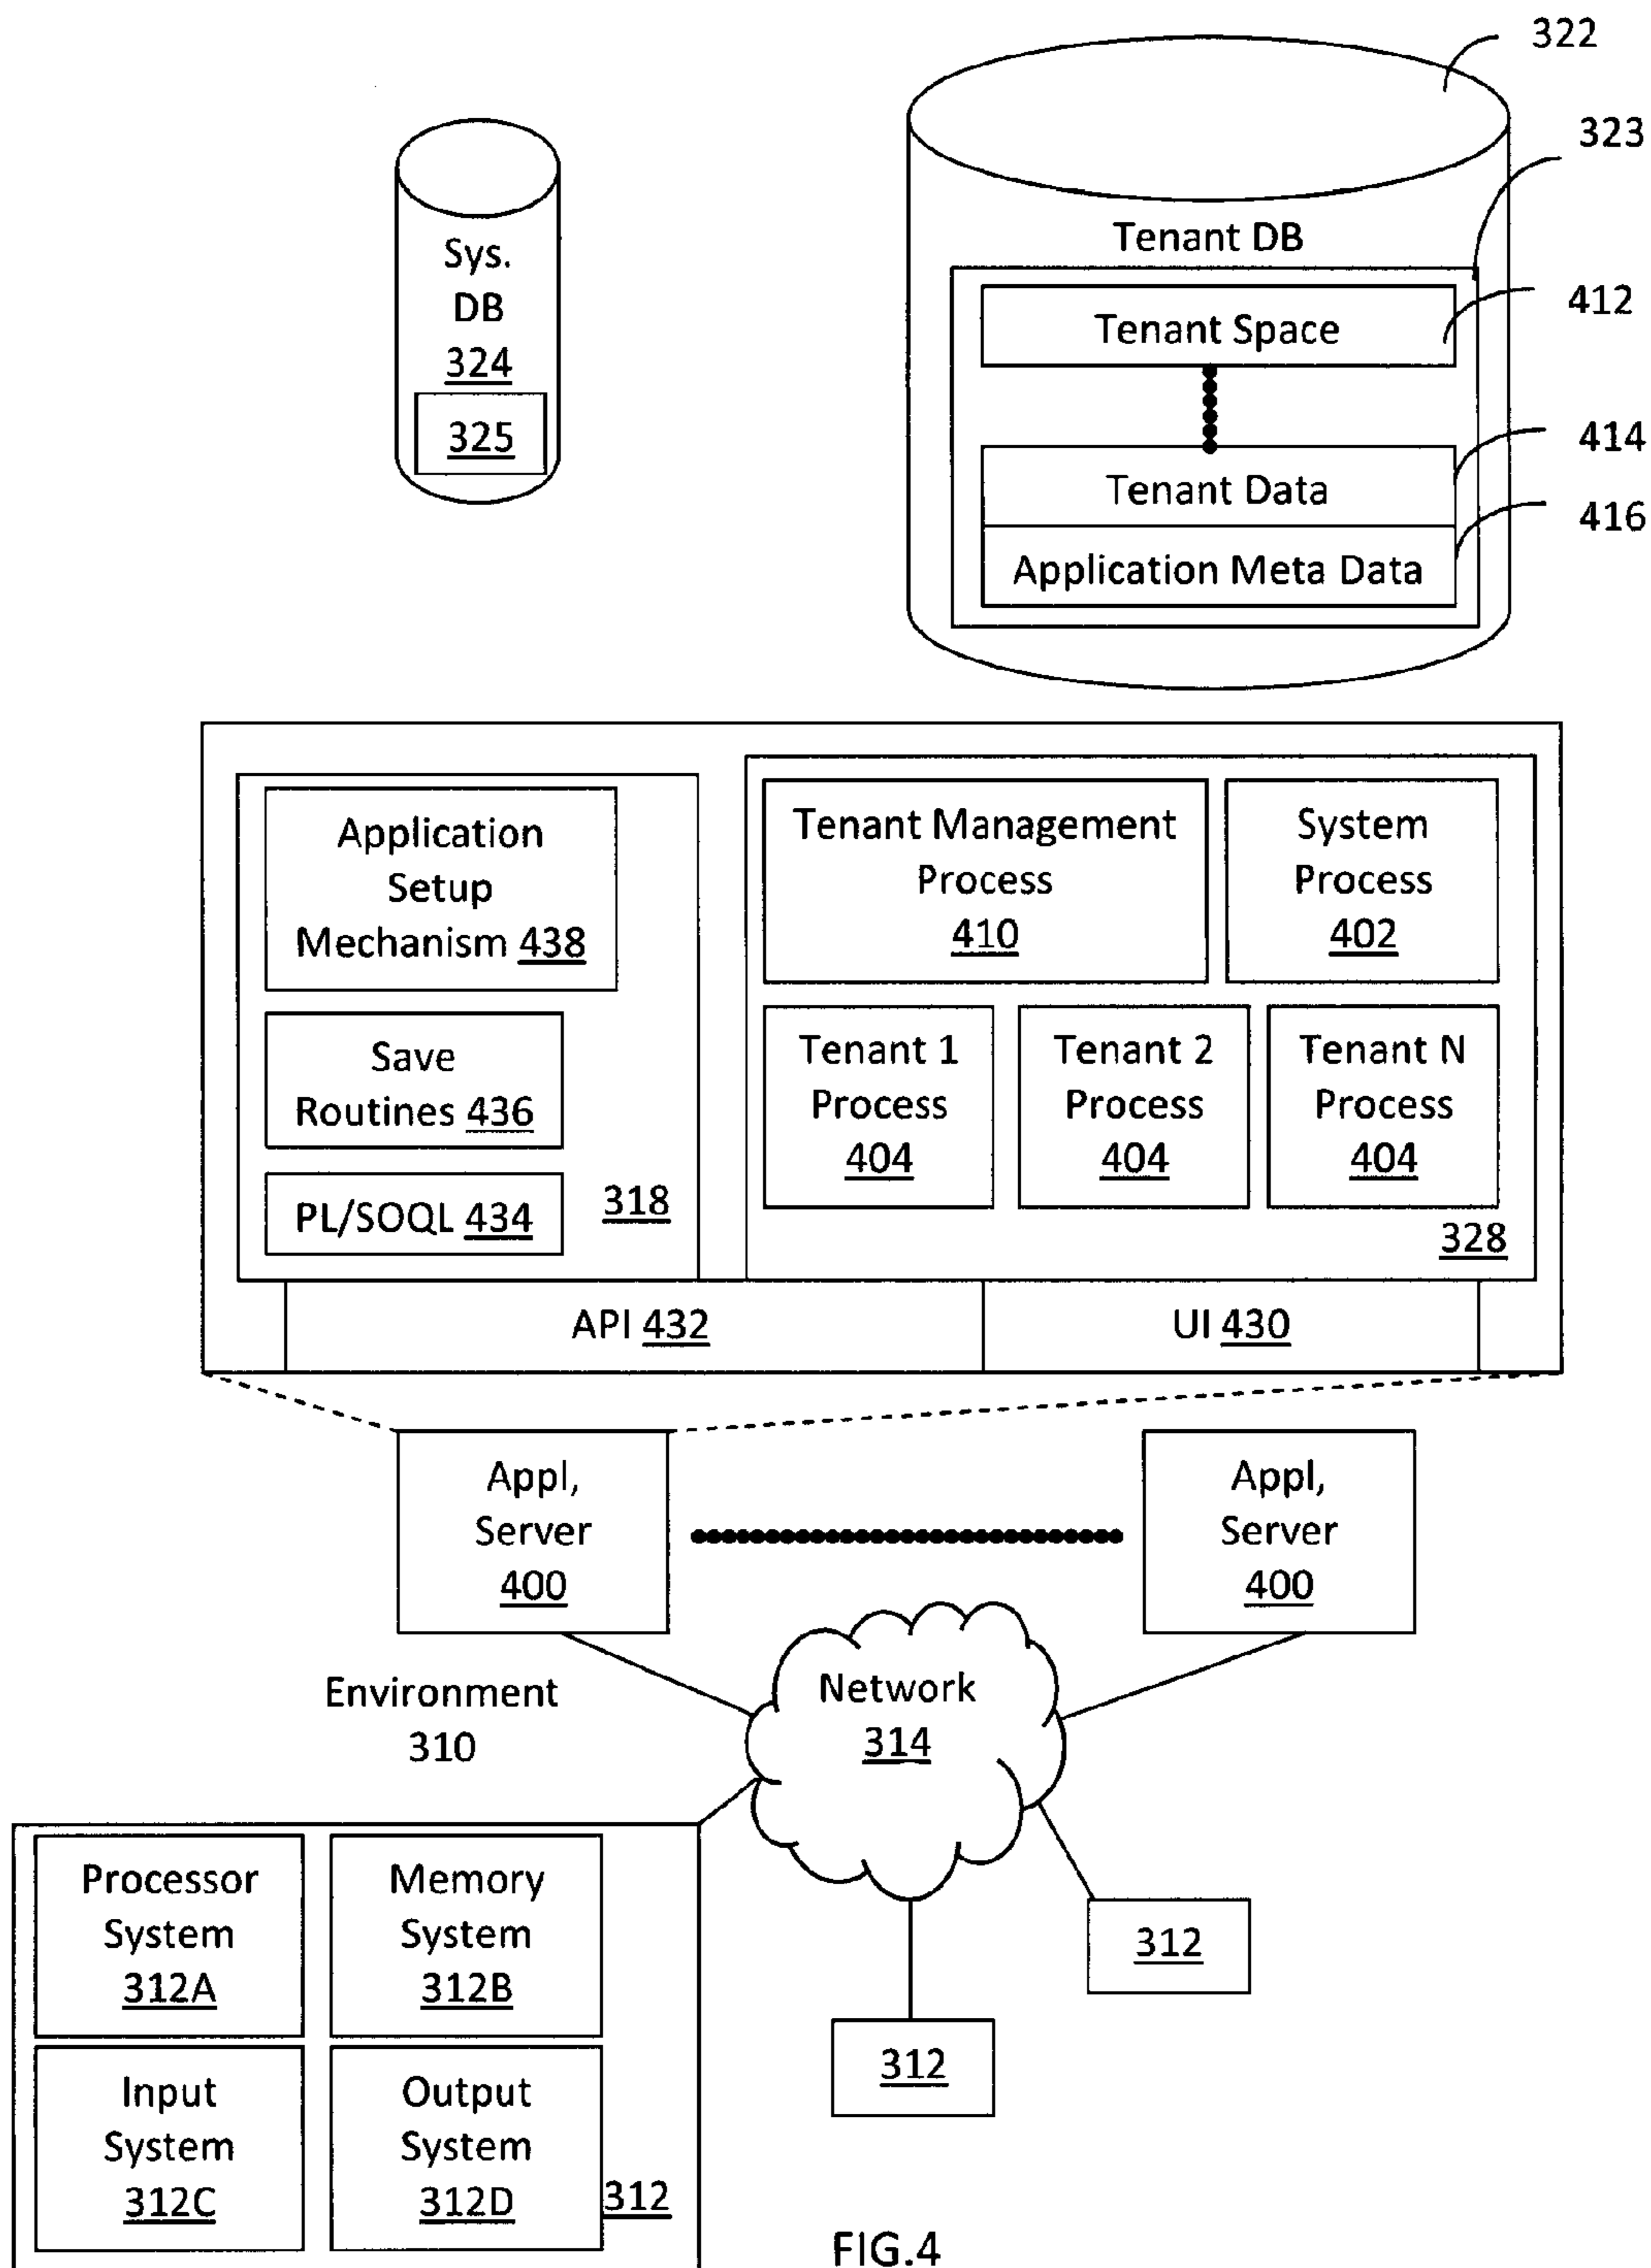 322
323
Tenant DB
Sys.
DB
324
325
Tenant Space
412
414
Tenant Data
416
Application Meta Data
Application
Setup
Mechanism 438
Tenant Management
Process
410
System
Process
402
Save
Routines 436
Tenant 1
Process
404
Tenant 2
Process
404
Tenant N
Process
404
PL/SOQL 434
318
328
API 432
UI 430
Appl,
Server
400
Appl,
Server
400
Environment
310
Network
314
Processor
System
312A
Memory
System
312B
312
312
Input
System
312C
Output
System
312D
312
FIG.4